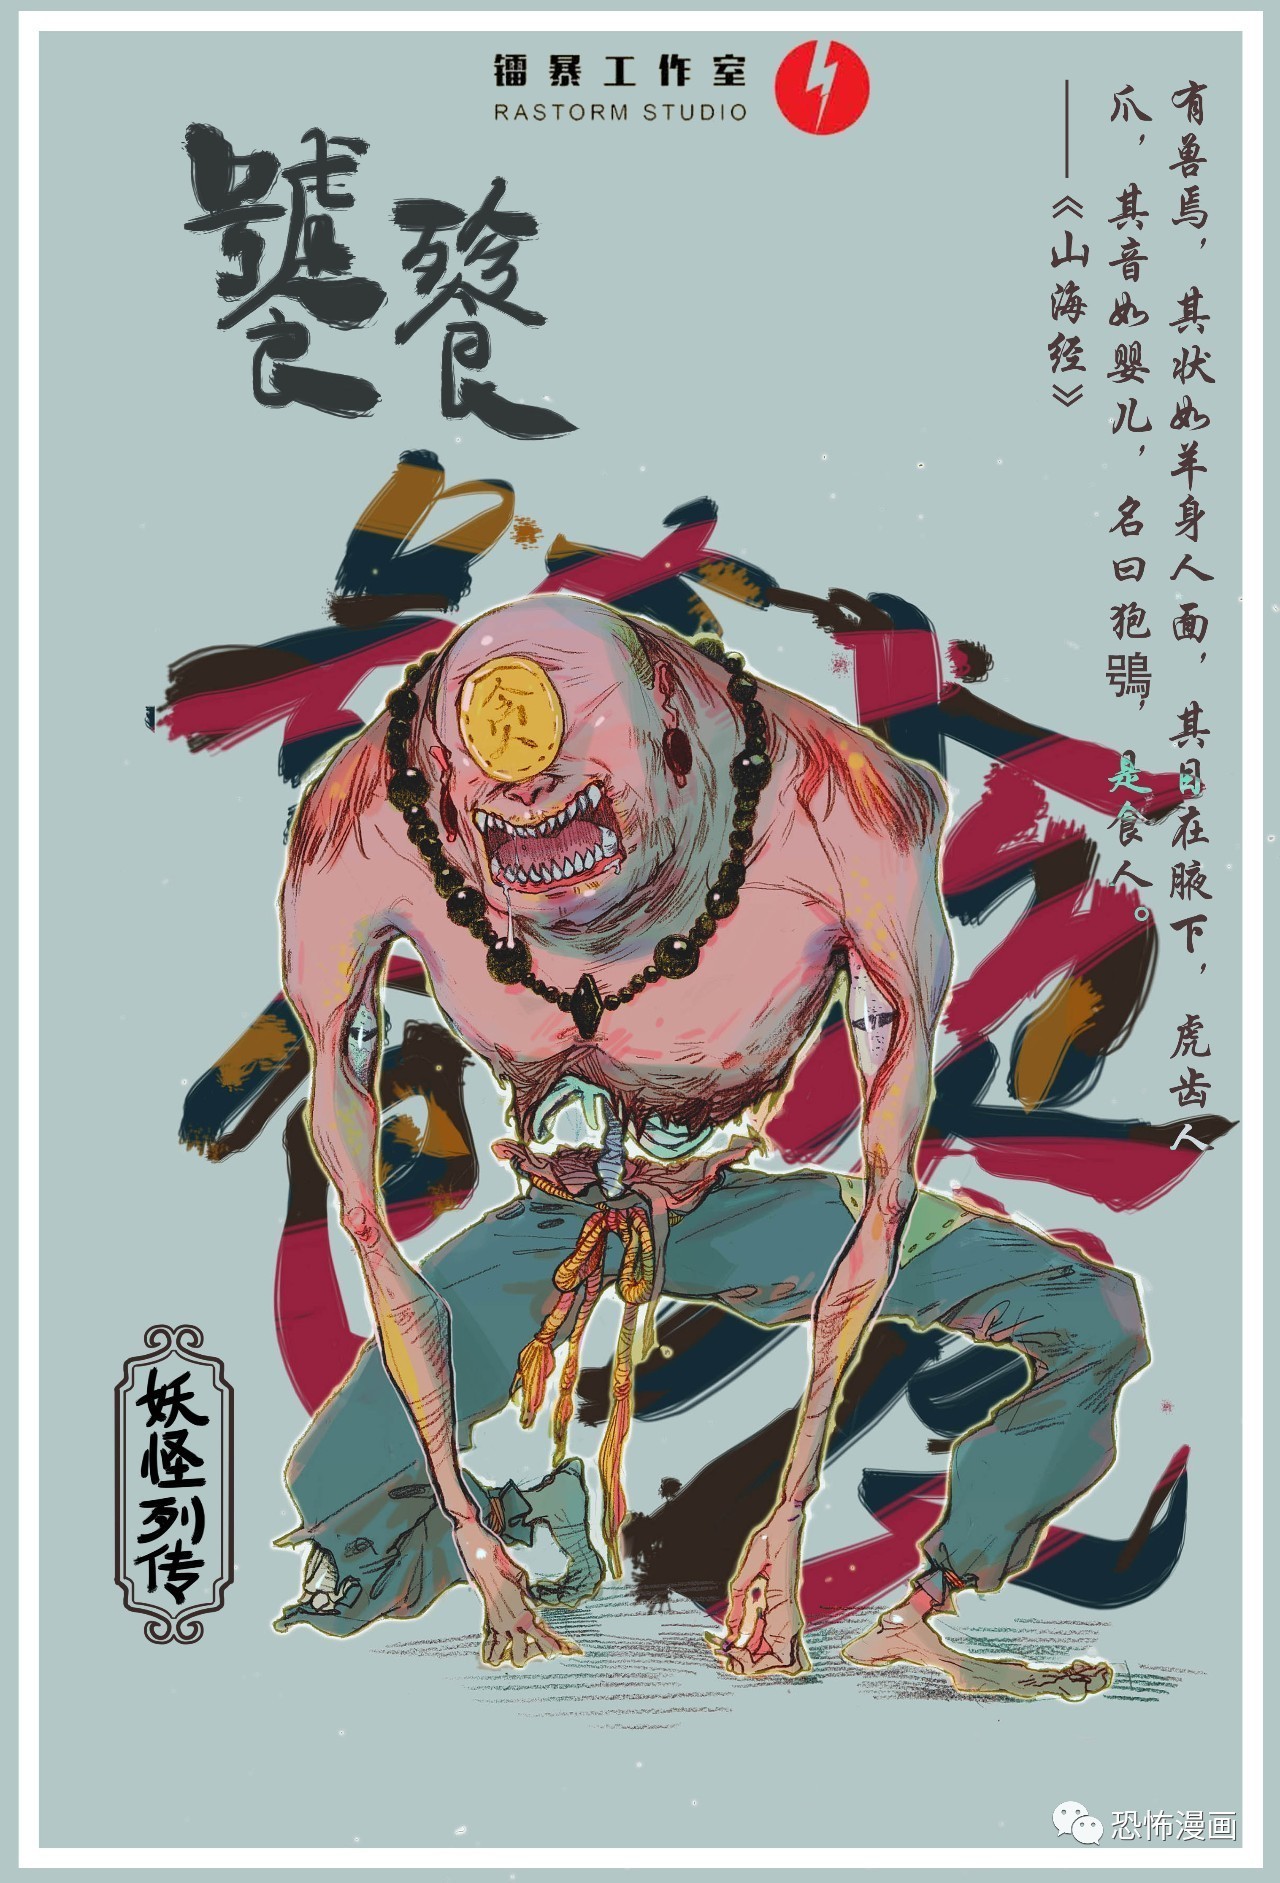 镭暴工作室
RASTORM STUDIO
饕餮
有兽焉，其状如羊身人面，其目在腋下，虎齿人
爪，其音如婴儿，名曰狍鴞，是食人。
——《山海经》
贪
妖怪列传
恐怖漫画